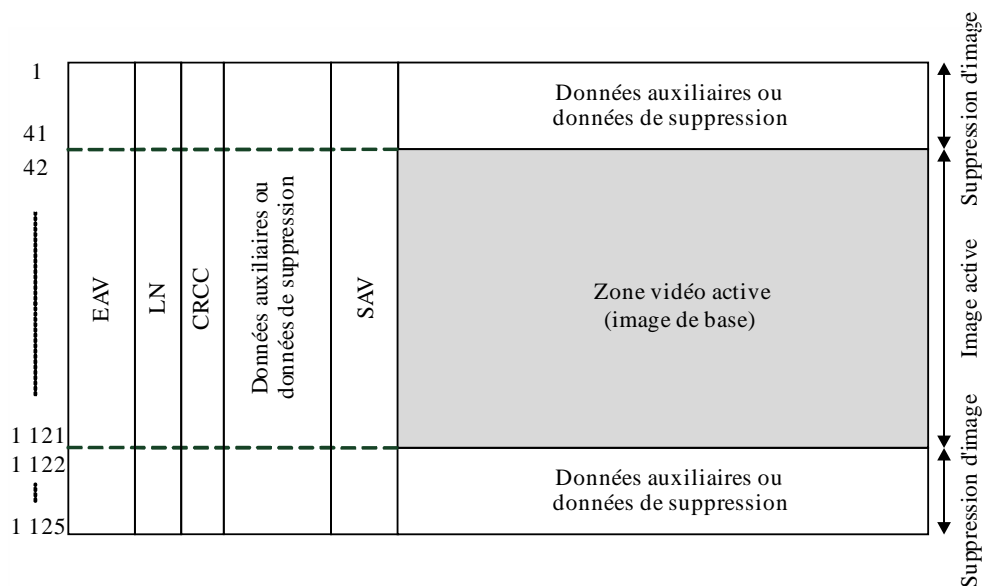 1
41
42
1 121
1 122
1 125
EAV
LN
CRCC
Données auxiliaires ou
données de suppression
SAV
Données auxiliaires ou
données de suppression
Zone vidéo active
(image de base)
Données auxiliaires ou
données de suppression
Suppression d'image
Image active
Suppression d'image